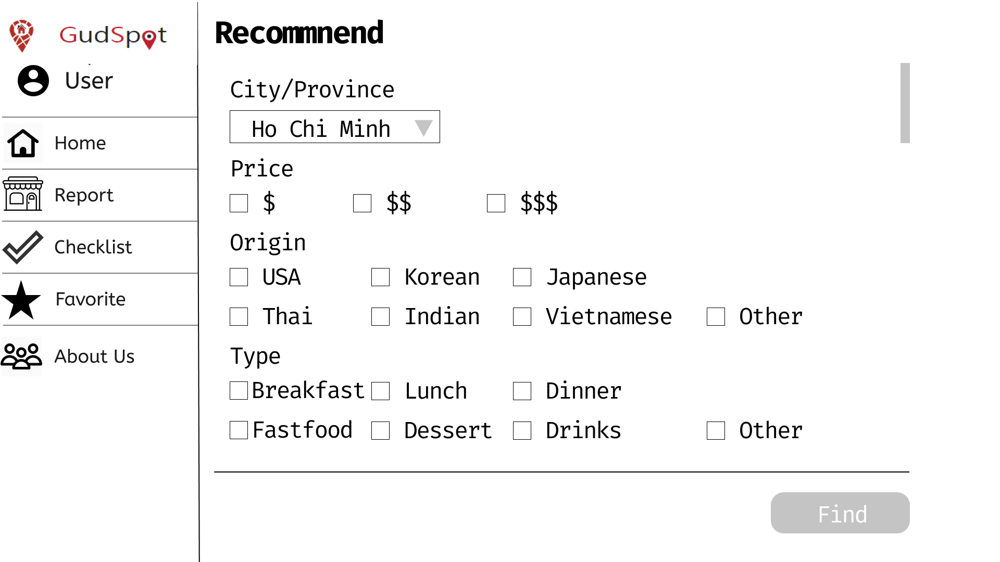 GudSpot
User
Home
Report
Checklist
Favorite
About Us
Recommnend
City/Province
Ho Chi Minh
Price
$ $$ $$$
Origin
USA Korean Japanese
Thai Indian Vietnamese Other
Type
Breakfast Lunch Dinner
Fastfood Dessert Drinks Other
Find